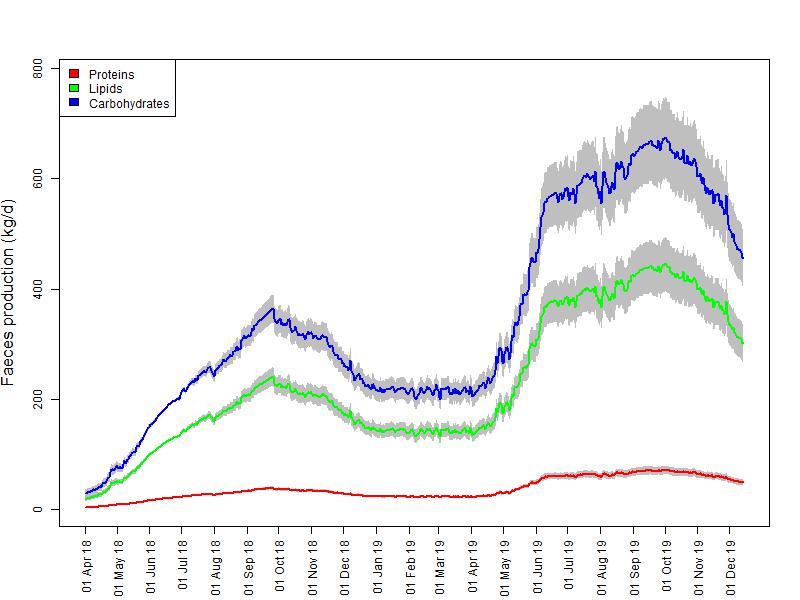 Proteins
Lipids
Carbohydrates
Faeces production (kg/d)
800
600
400
200
0
01 Apr 18
01 May 18
01 Jun 18
01 Jul 18
01 Aug 18
01 Sep 18
01 Oct 18
01 Nov 18
01 Dec 18
01 Jan 19
01 Feb 19
01 Mar 19
01 Apr 19
01 May 19
01 Jun 19
01 Jul 19
01 Aug 19
01 Sep 19
01 Oct 19
01 Nov 19
01 Dec 19